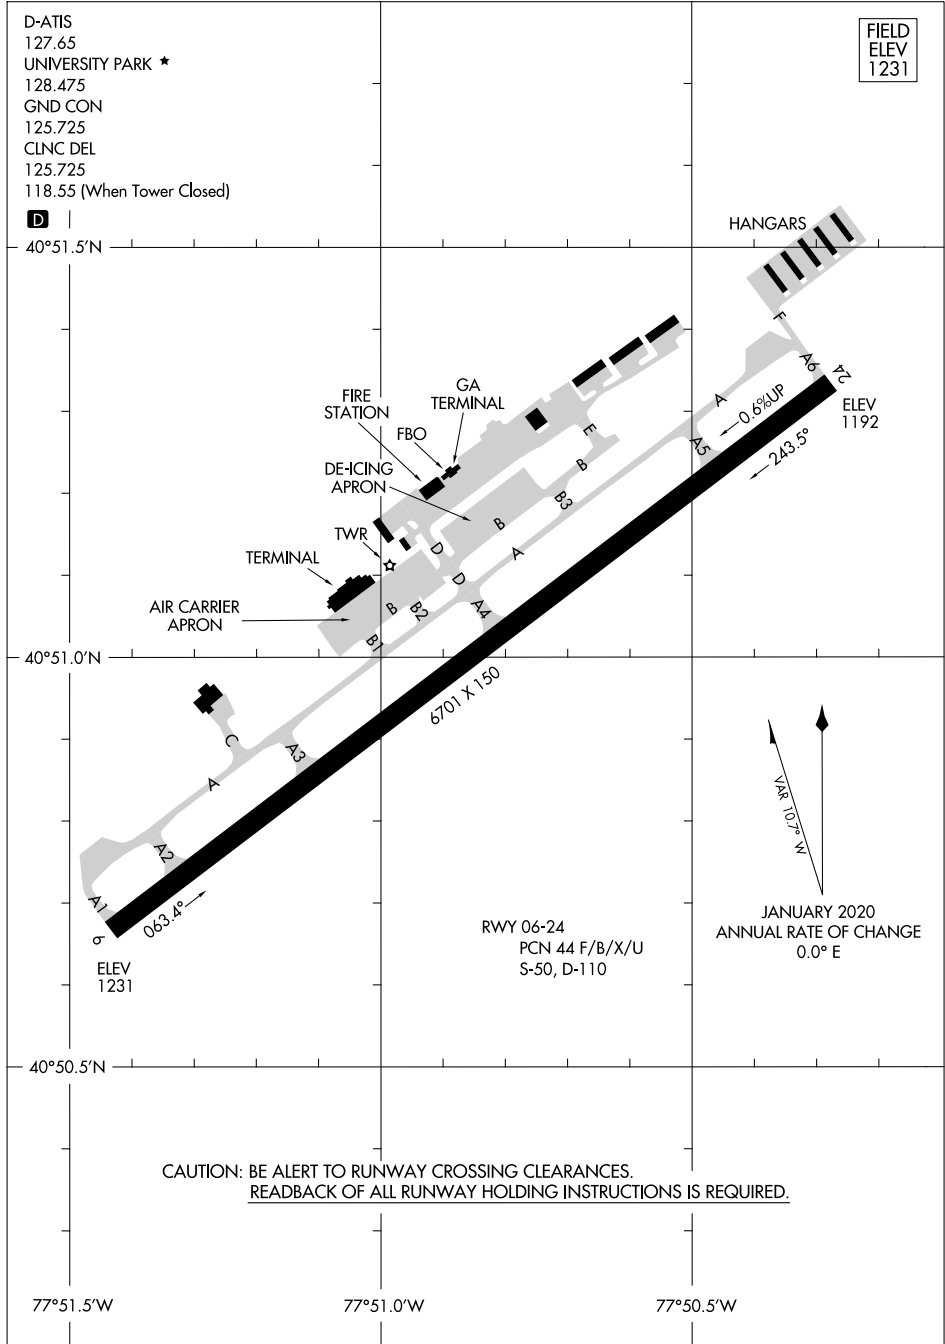 D-ATIS
127.65
UNIVERSITY PARK ★
128.475
GND CON
125.725
CLNC DEL
125.725
118.55 (When Tower Closed)
D
FIELD
ELEV
1231
40°51.5'N
HANGARS
F
A6
24
ELEV
1192
A
0.6%UP
243.5°
A5
FIRE
STATION
GA
TERMINAL
FBO
DE-ICING
APRON
E
B
B3
B
A
D
D
TWR
TERMINAL
AIR CARRIER
APRON
B
B2
B1
A4
40°51.0'N
6701 X 150
C
A3
A
A2
A1
063.4°
6
ELEV
1231
VAR 10.7° W
JANUARY 2020
ANNUAL RATE OF CHANGE
0.0° E
RWY 06-24
PCN 44 F/B/X/U
S-50, D-110
40°50.5'N
CAUTION: BE ALERT TO RUNWAY CROSSING CLEARANCES.
READBACK OF ALL RUNWAY HOLDING INSTRUCTIONS IS REQUIRED.
77°51.5'W
77°51.0'W
77°50.5'W